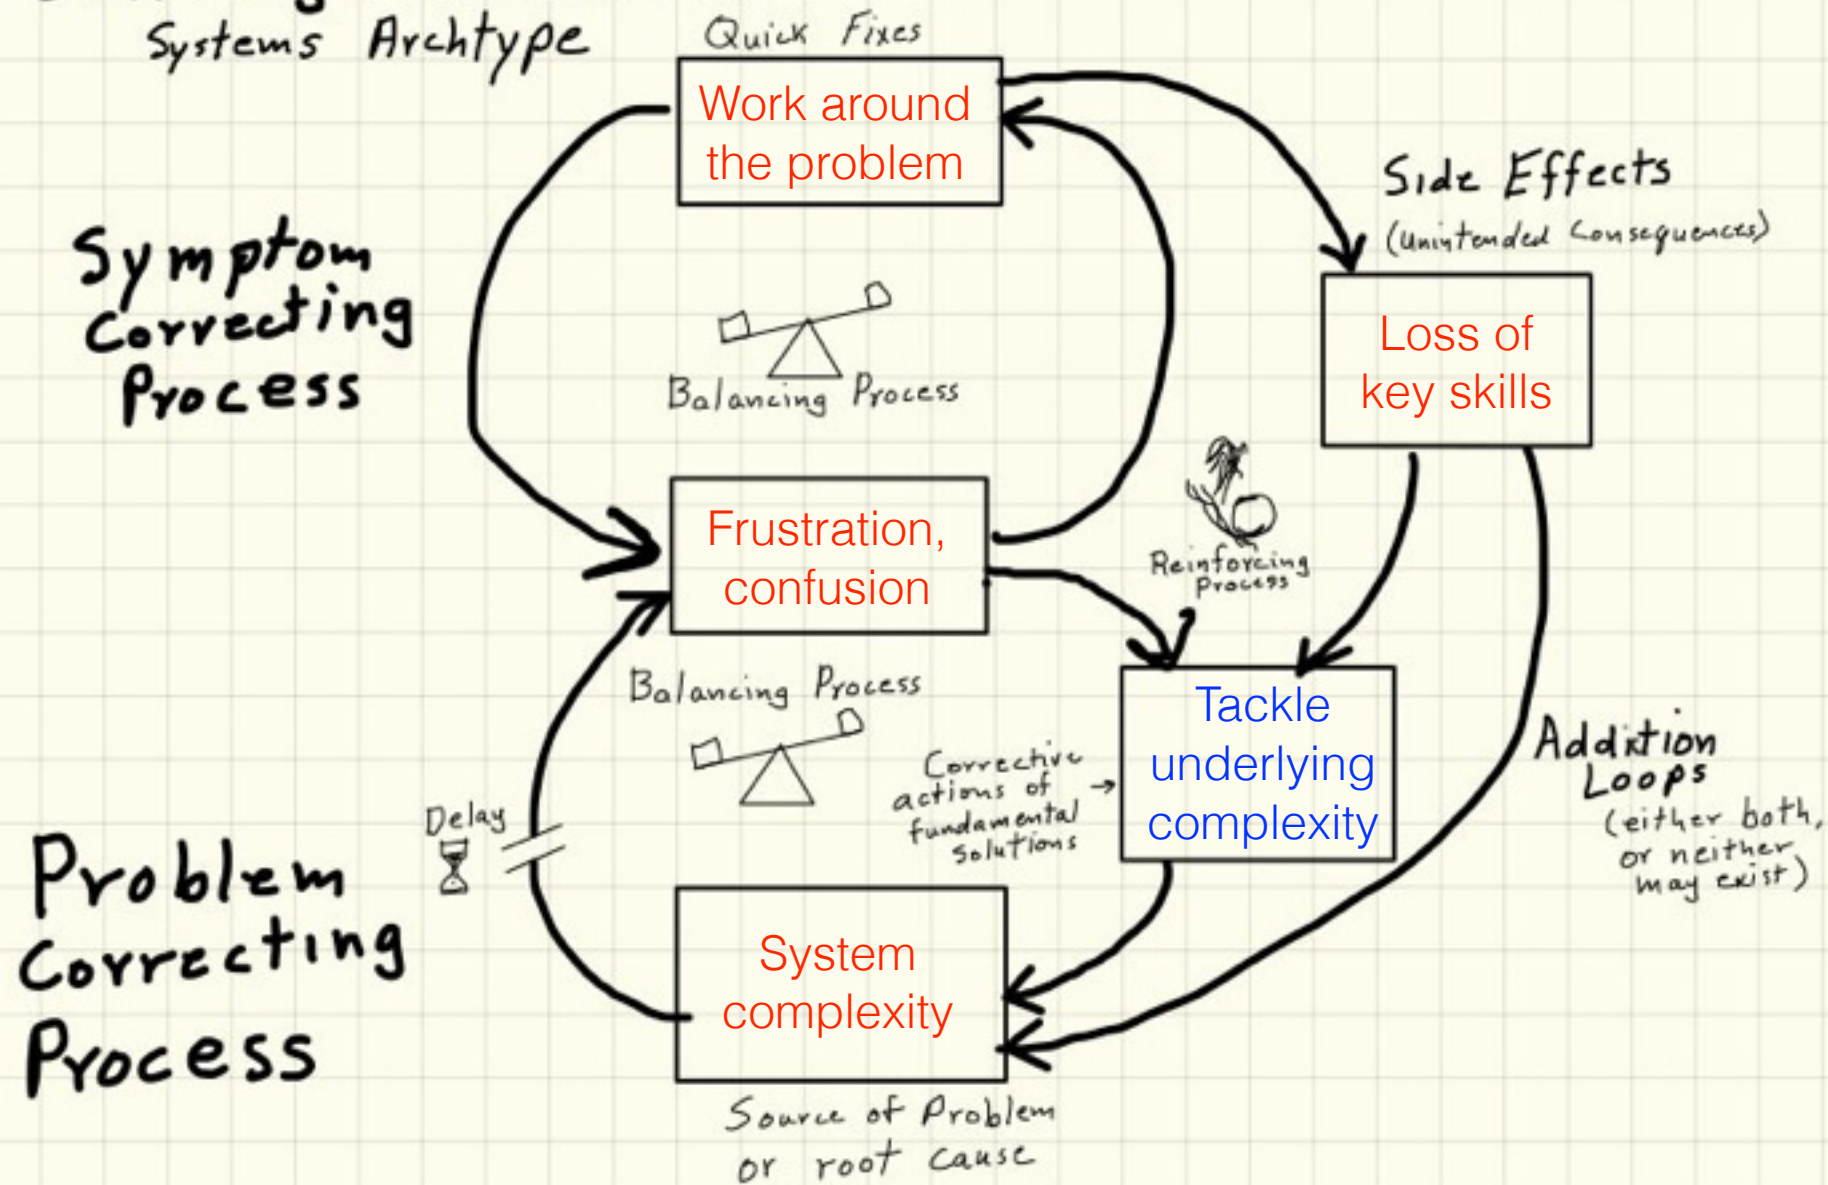 Systems Archtype
Quick Fixes
Work around
the problem
Side Effects
(Unintended Consequences)
Symptom
Correcting
Process
Loss of
key skills
Balancing Process
Frustration,
confusion
Reinforcing
Process
Balancing Process
Tackle
underlying
complexity
Corrective
actions of
fundamental
solutions
Addiction
Loops
(either both,
or neither
may exist)
Delay
Problem
Correcting
Process
System
complexity
Source of Problem
or root cause